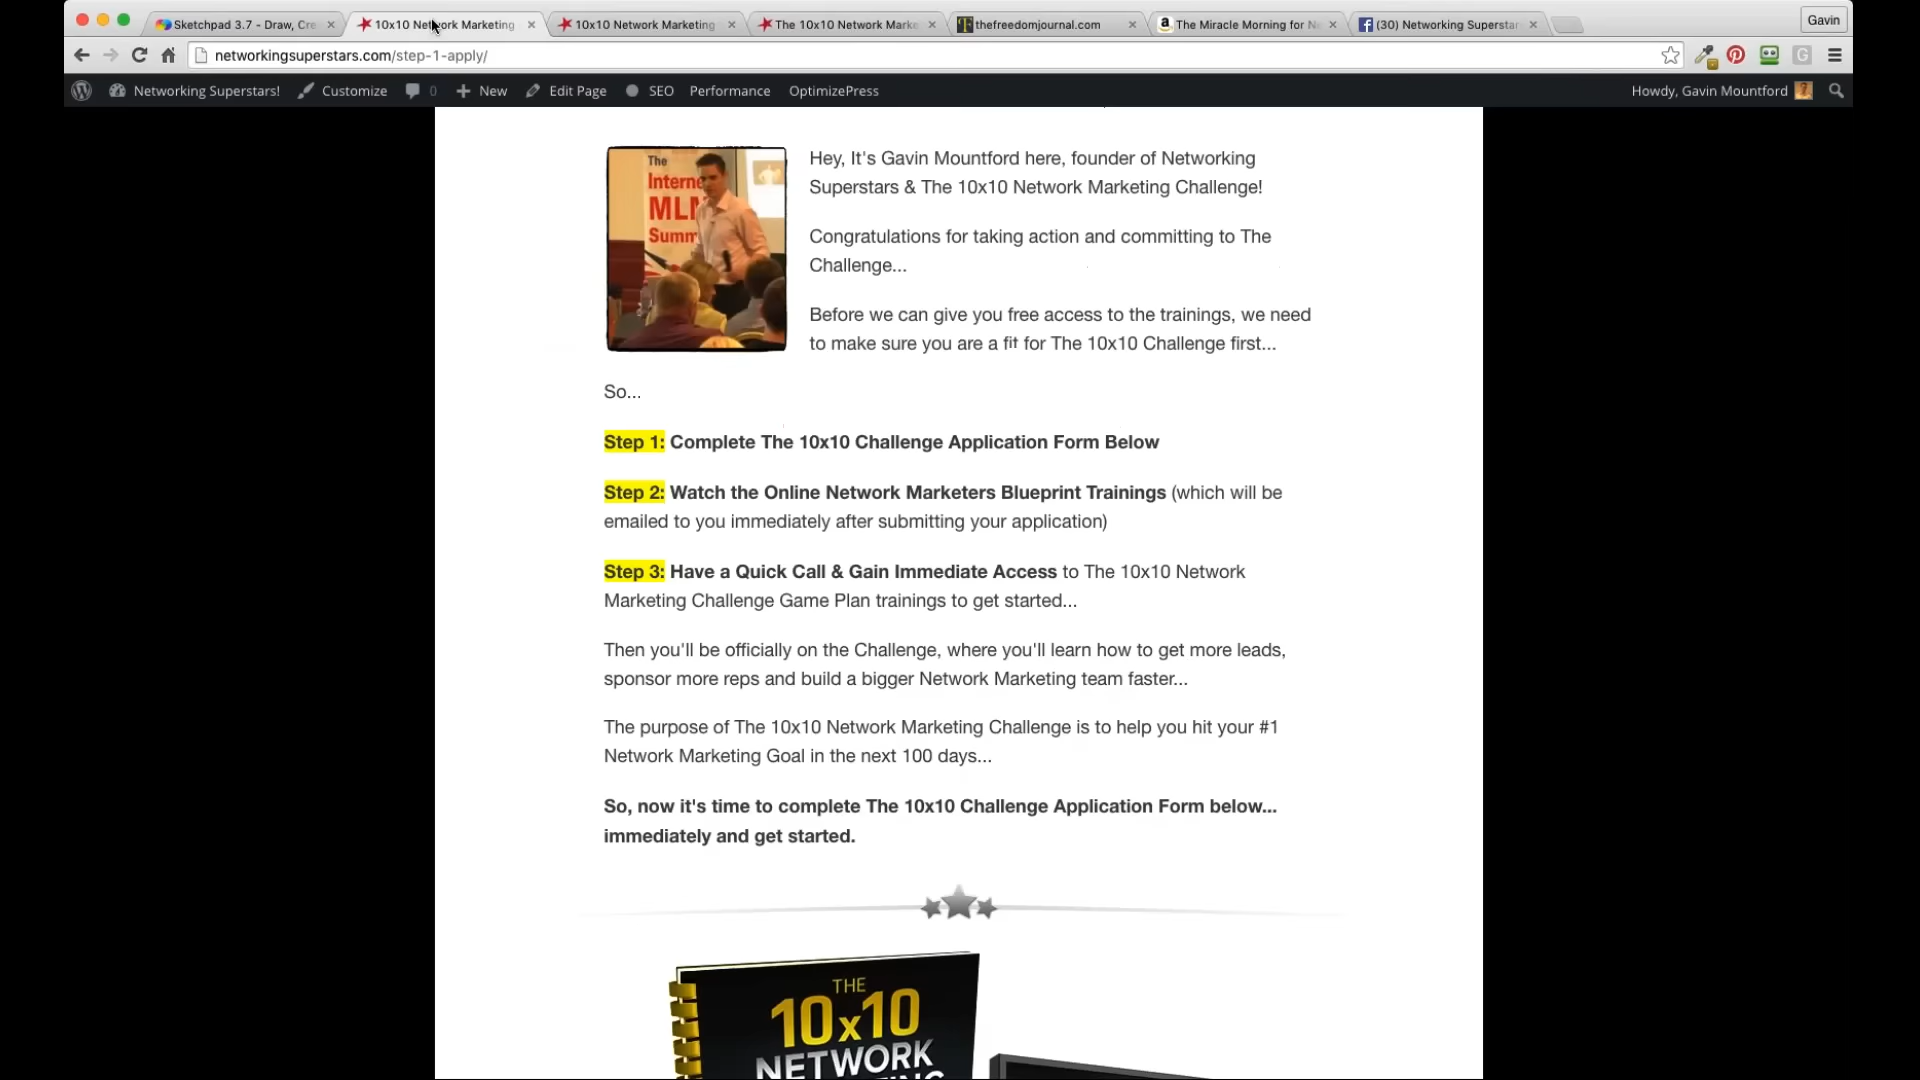 Sketchpad 3.7 - Draw, Cre
10x10 Network Marketing
10x10 Network Marketing
The 10x10 Network Marke
thefreedomjournal.com
The Miracle Morning for Ne
(30) Networking Superstar
Gavin
networkingsuperstars.com/step-1-apply/
Networking Superstars!
Customize
0
New
Edit Page
SEO
Performance
OptimizePress
Howdy, Gavin Mountford
The
Interne
MLM
Summ
Hey, It's Gavin Mountford here, founder of Networking
Superstars & The 10x10 Network Marketing Challenge!
Congratulations for taking action and committing to The
Challenge...
Before we can give you free access to the trainings, we need
to make sure you are a fit for The 10x10 Challenge first...
So...
Step 1: Complete The 10x10 Challenge Application Form Below
Step 2: Watch the Online Network Marketers Blueprint Trainings (which will be
emailed to you immediately after submitting your application)
Step 3: Have a Quick Call & Gain Immediate Access to The 10x10 Network
Marketing Challenge Game Plan trainings to get started...
Then you'll be officially on the Challenge, where you'll learn how to get more leads,
sponsor more reps and build a bigger Network Marketing team faster...
The purpose of The 10x10 Network Marketing Challenge is to help you hit your #1
Network Marketing Goal in the next 100 days...
So, now it's time to complete The 10x10 Challenge Application Form below...
immediately and get started.
THE
10x10
NETWORK